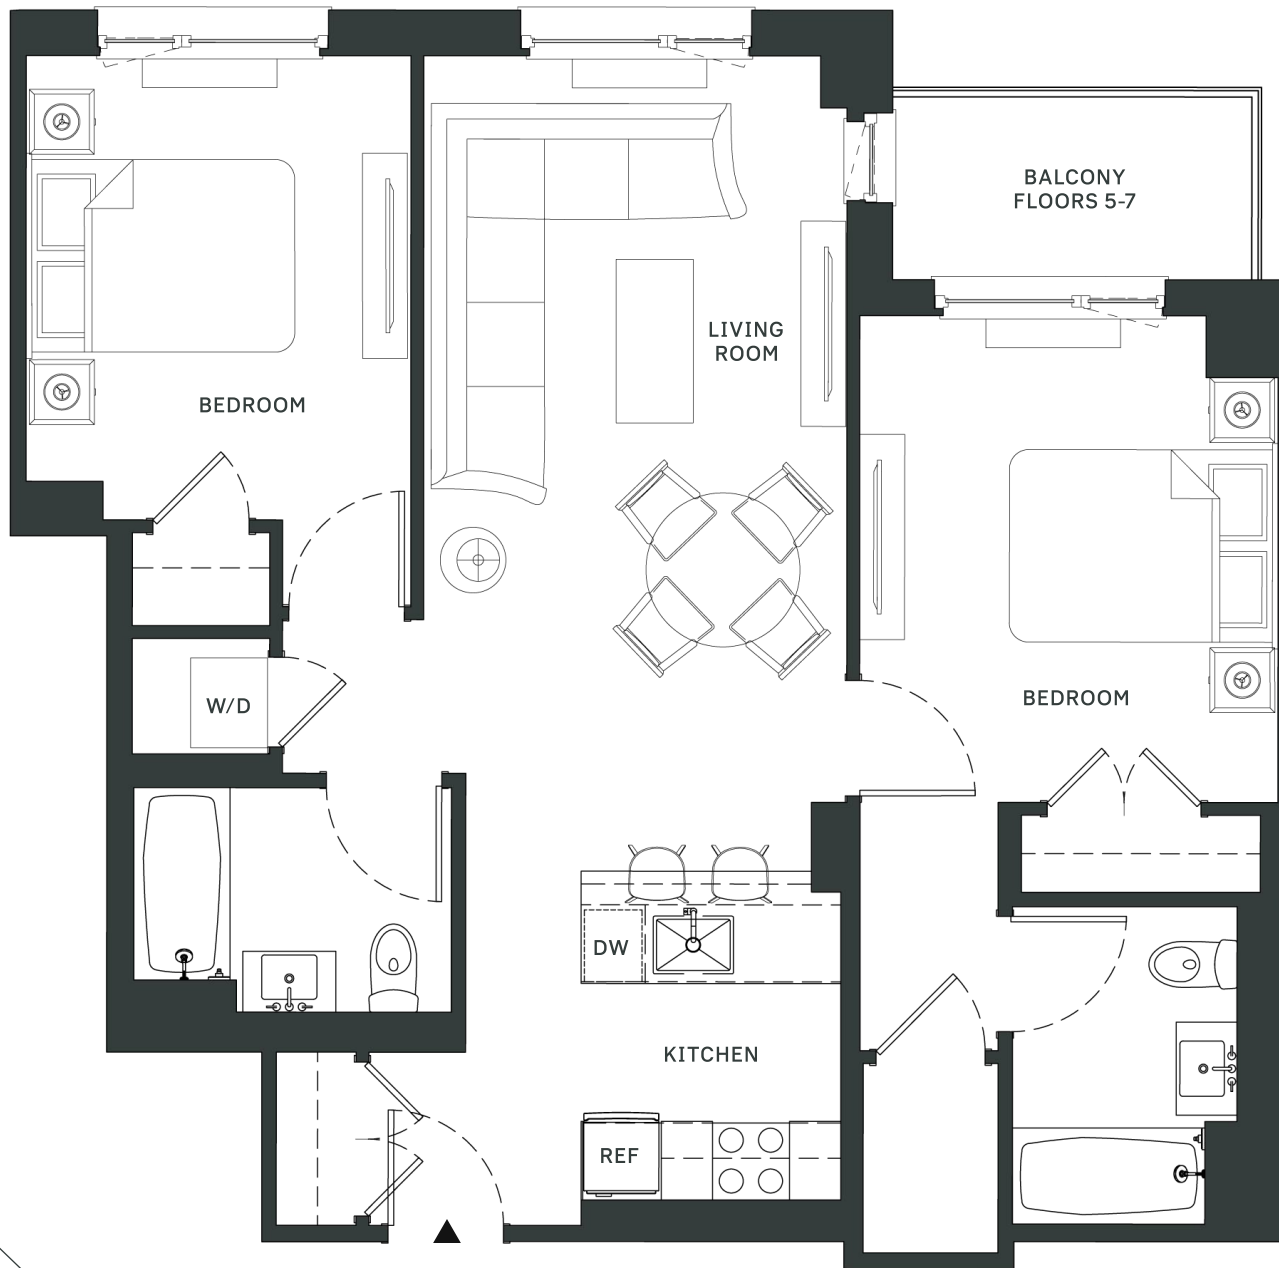 BALCONY
FLOORS 5-7
LIVING
ROOM
BEDROOM
BEDROOM
W/D
DW
KITCHEN
REF